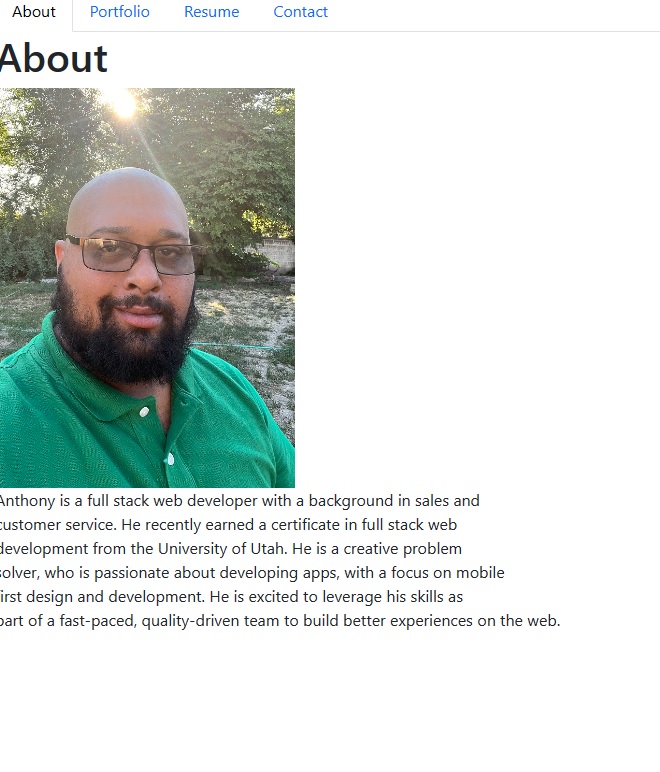 About Portfolio Resume Contact
About
Anthony is a full stack web developer with a background in sales and
customer service. He recently earned a certificate in full stack web
development from the University of Utah. He is a creative problem
solver, who is passionate about developing apps, with a focus on mobile
first design and development. He is excited to leverage his skills as
part of a fast-paced, quality-driven team to build better experiences on the web.